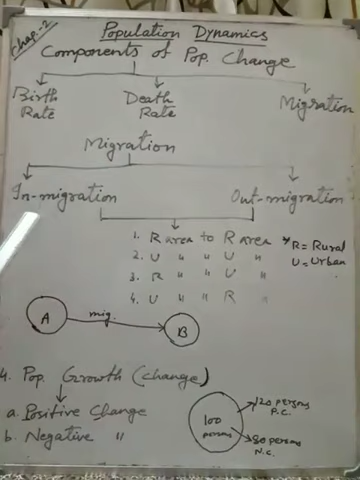 Chap. 2
Population Dynamics
Components of Pop. Change
Birth Rate
Death Rate
Migration
Migration
In-migration
Out-migration
1. R area to R area
2. U " " U "
3. R " " U "
4. U " " R "
* R = Rural
U = Urban
A mig. B
4. Pop. Growth (change)
a. Positive Change
b. Negative "
100 persons
120 persons P.C.
80 persons N.C.